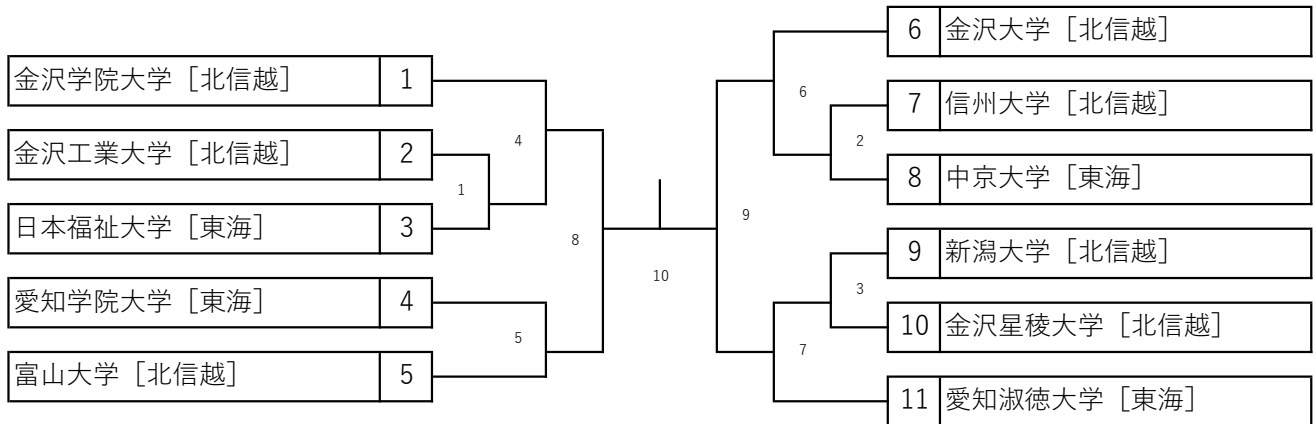 金沢学院大学［北信越］ 1
金沢工業大学［北信越］ 2
日本福祉大学［東海］ 3
愛知学院大学［東海］ 4
富山大学［北信越］ 5
1
4
5
8
10
9
6
2
3
7
6 金沢大学［北信越］
7 信州大学［北信越］
8 中京大学［東海］
9 新潟大学［北信越］
10 金沢星稜大学［北信越］
11 愛知淑徳大学［東海］